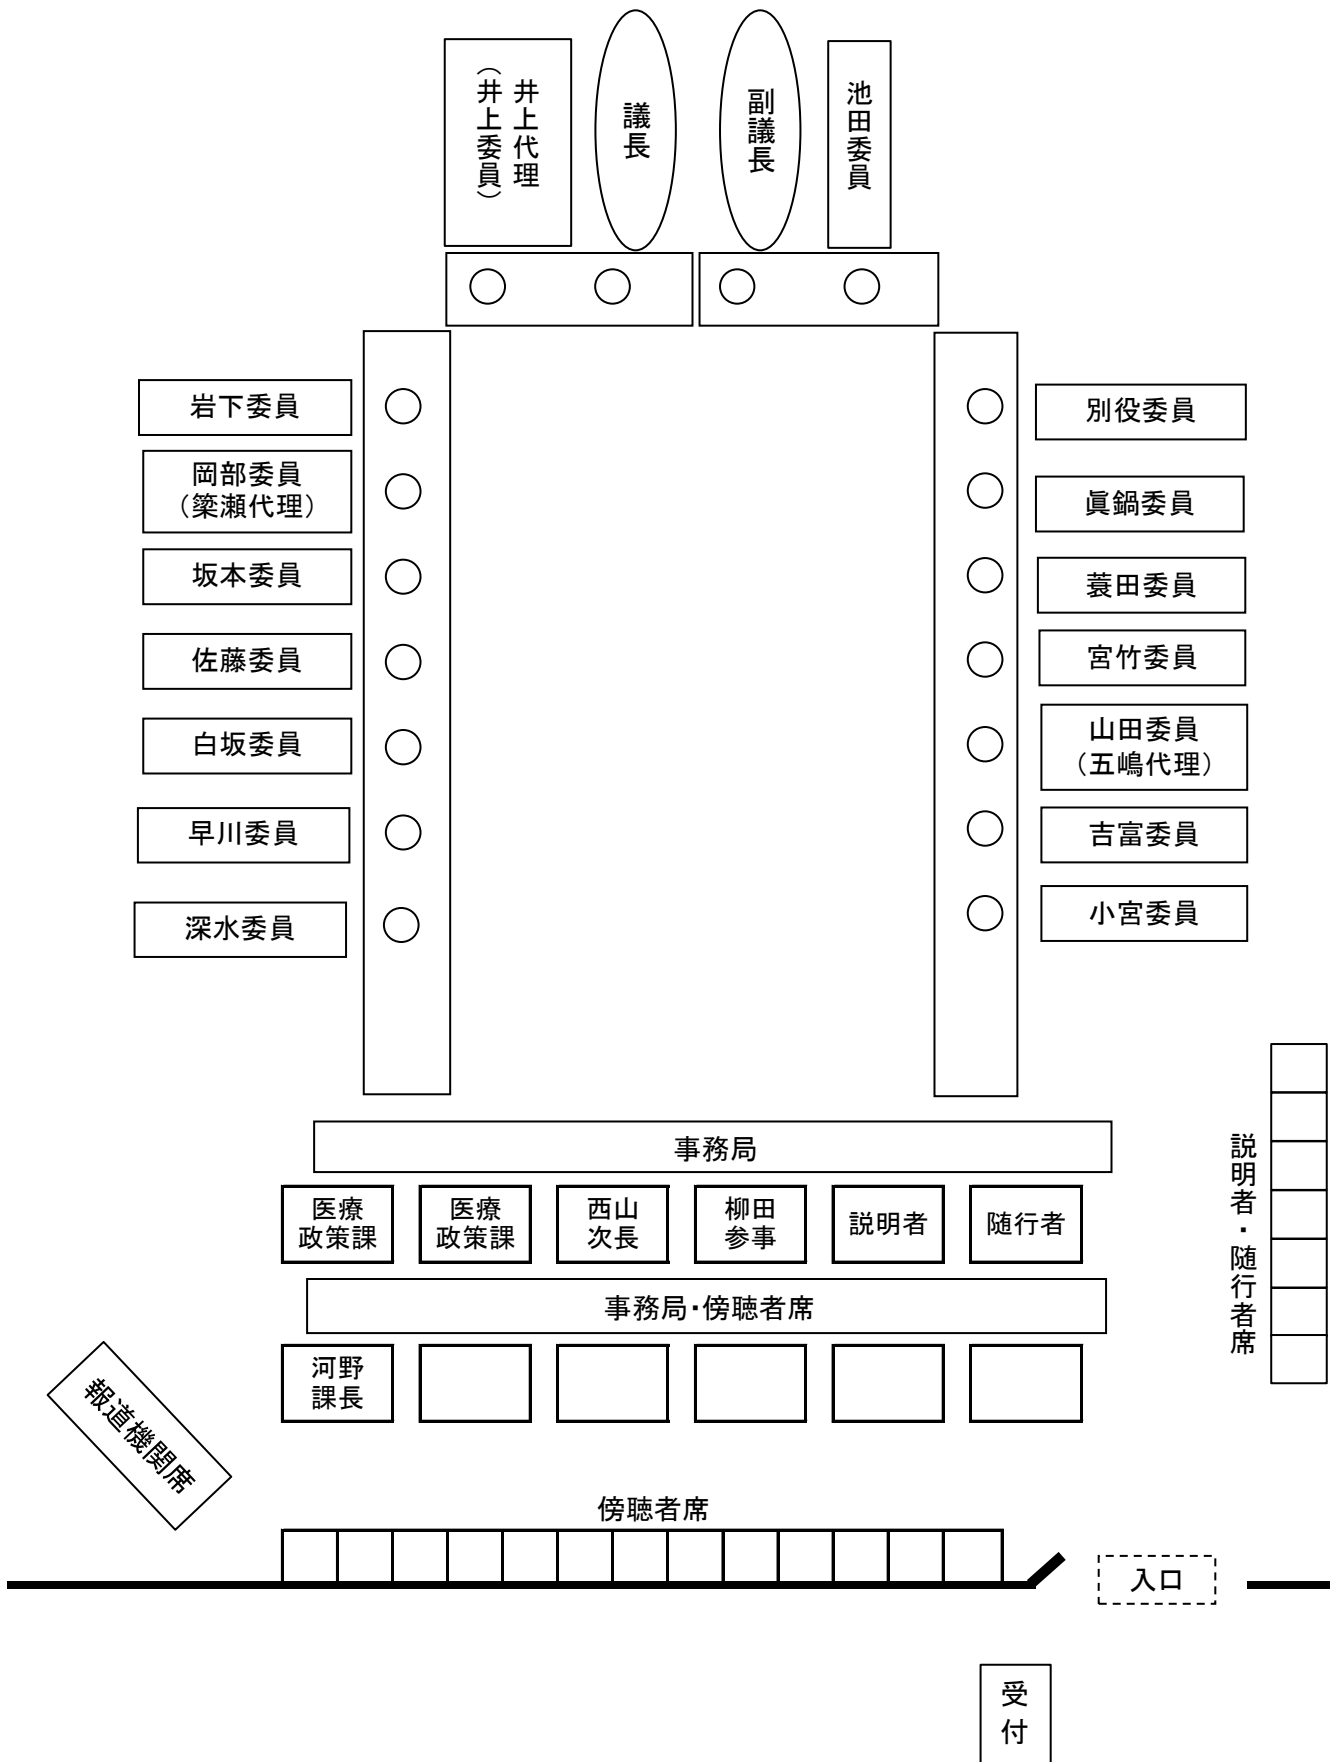 井上代理
（井上委員）
議長
副議長
池田委員
岩下委員
岡部委員
（簗瀬代理）
坂本委員
佐藤委員
白坂委員
早川委員
深水委員
別役委員
眞鍋委員
蓑田委員
宮竹委員
山田委員
（五嶋代理）
吉富委員
小宮委員
事務局
医療
政策課
医療
政策課
西山
次長
柳田
参事
説明者
随行者
説明者・随行者席
事務局・傍聴者席
河野
課長
報道機関席
傍聴者席
入口
受
付